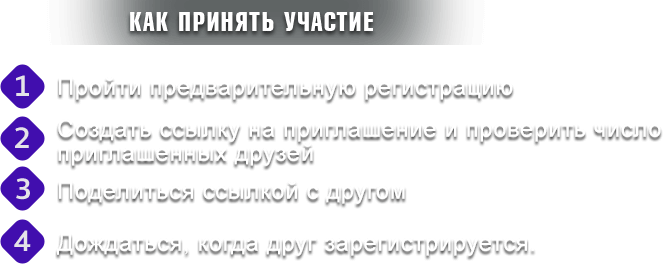 КАК ПРИНЯТЬ УЧАСТИЕ
1 Пройти предварительную регистрацию
2 Создать ссылку на приглашение и проверить число
приглашенных друзей
3 Поделиться ссылкой с другом
4 Дождаться, когда друг зарегистрируется.